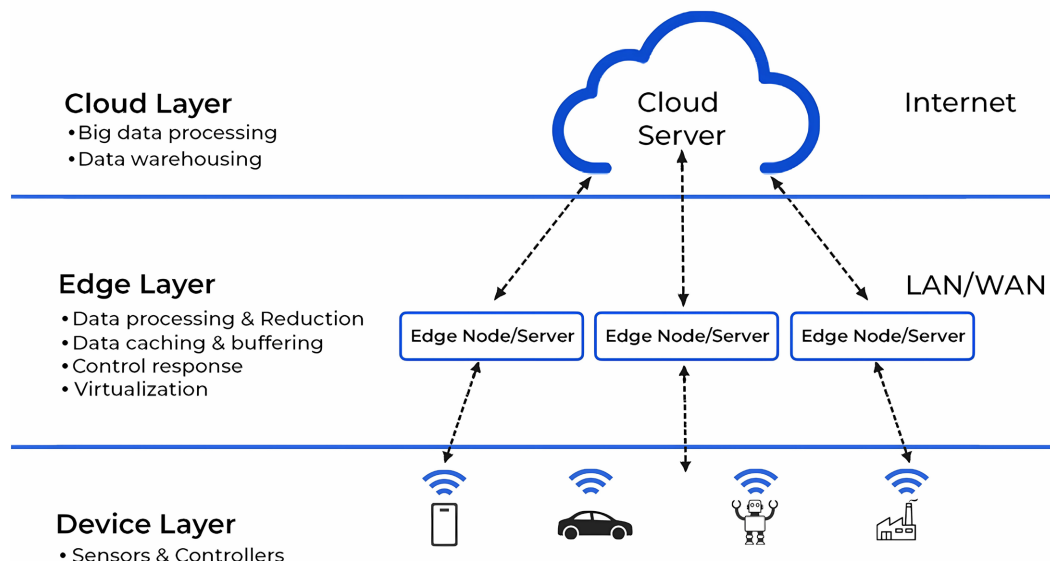 Cloud Layer
•Big data processing
•Data warehousing
Cloud
Server
Internet
Edge Layer
•Data processing & Reduction
•Data caching & buffering
•Control response
• Virtualization
LAN/WAN
Edge Node/Server
Edge Node/Server
Edge Node/Server
Device Layer
• Sensors & Controllers